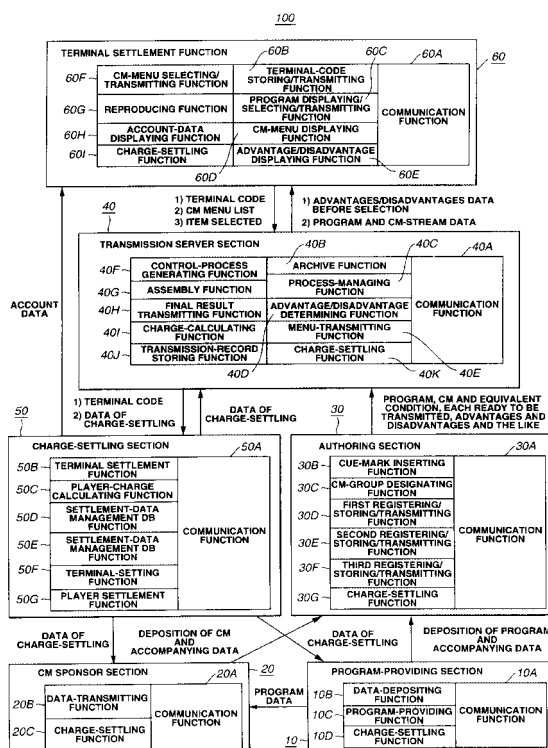 100
TERMINAL SETTLEMENT FUNCTION
60B
60C
60A
60
60F
CM-MENU SELECTING/
TRANSMITTING FUNCTION
TERMINAL-CODE
STORING/TRANSMITTING
FUNCTION
60G
REPRODUCING FUNCTION
PROGRAM DISPLAYING/
SELECTING/TRANSMITTING
FUNCTION
COMMUNICATION
FUNCTION
60H
ACCOUNT-DATA
DISPLAYING FUNCTION
CM-MENU DISPLAYING
FUNCTION
60I
CHARGE-SETTLING
FUNCTION
ADVANTAGE/DISADVANTAGE
DISPLAYING FUNCTION
60D
60E
1) TERMINAL CODE
2) CM MENU LIST
3) ITEM SELECTED
1) ADVANTAGES/DISADVANTAGES DATA
BEFORE SELECTION
2) PROGRAM AND CM-STREAM DATA
40
TRANSMISSION SERVER SECTION
40B
40C
40A
40F
CONTROL-PROCESS
GENERATING FUNCTION
ARCHIVE FUNCTION
40G
ASSEMBLY FUNCTION
PROCESS-MANAGING
FUNCTION
40H
FINAL RESULT
TRANSMITTING FUNCTION
ADVANTAGE/DISADVANTAGE
DETERMINING FUNCTION
COMMUNICATION
FUNCTION
40I
CHARGE-CALCULATING
FUNCTION
MENU-TRANSMITTING
FUNCTION
40J
TRANSMISSION-RECORD
STORING FUNCTION
CHARGE-SETTLING
FUNCTION
40D
40K
40E
ACCOUNT
DATA
1) TERMINAL CODE
2) DATA OF
CHARGE-SETTLING
DATA OF
CHARGE-SETTLING
PROGRAM, CM AND EQUIVALENT
CONDITION, EACH READY TO BE
TRANSMITTED, ADVANTAGES AND
DISADVANTAGES AND THE LIKE
50
30
CHARGE-SETTLING SECTION
50A
50B
TERMINAL SETTLEMENT
FUNCTION
50C
PLAYER-CHARGE
CALCULATING FUNCTION
50D
SETTLEMENT-DATA
MANAGEMENT DB
FUNCTION
50E
SETTLEMENT-DATA
MANAGEMENT DB
FUNCTION
50F
TERMINAL-SETTING
FUNCTION
50G
PLAYER SETTLEMENT
FUNCTION
COMMUNICATION
FUNCTION
AUTHORING SECTION
30A
30B
CUE-MARK INSERTING
FUNCTION
30C
CM-GROUP DESIGNATING
FUNCTION
30D
FIRST REGISTERING/
STORING/TRANSMITTING
FUNCTION
30E
SECOND REGISTERING/
STORING/TRANSMITTING
FUNCTION
30F
THIRD REGISTERING/
STORING/TRANSMITTING
FUNCTION
30G
CHARGE-SETTLING
FUNCTION
COMMUNICATION
FUNCTION
DATA OF
CHARGE-SETTLING
DEPOSITION OF CM
AND
ACCOMPANYING DATA
DATA OF
CHARGE-SETTLING
DEPOSITION OF PROGRAM
AND
ACCOMPANYING DATA
CM SPONSOR SECTION
20
20A
20B
DATA-TRANSMITTING
FUNCTION
20C
CHARGE-SETTLING
FUNCTION
COMMUNICATION
FUNCTION
PROGRAM
DATA
PROGRAM-PROVIDING SECTION
10A
10B
DATA-DEPOSITING
FUNCTION
10C
PROGRAM-PROVIDING
FUNCTION
10
10D
CHARGE-SETTLING
FUNCTION
COMMUNICATION
FUNCTION